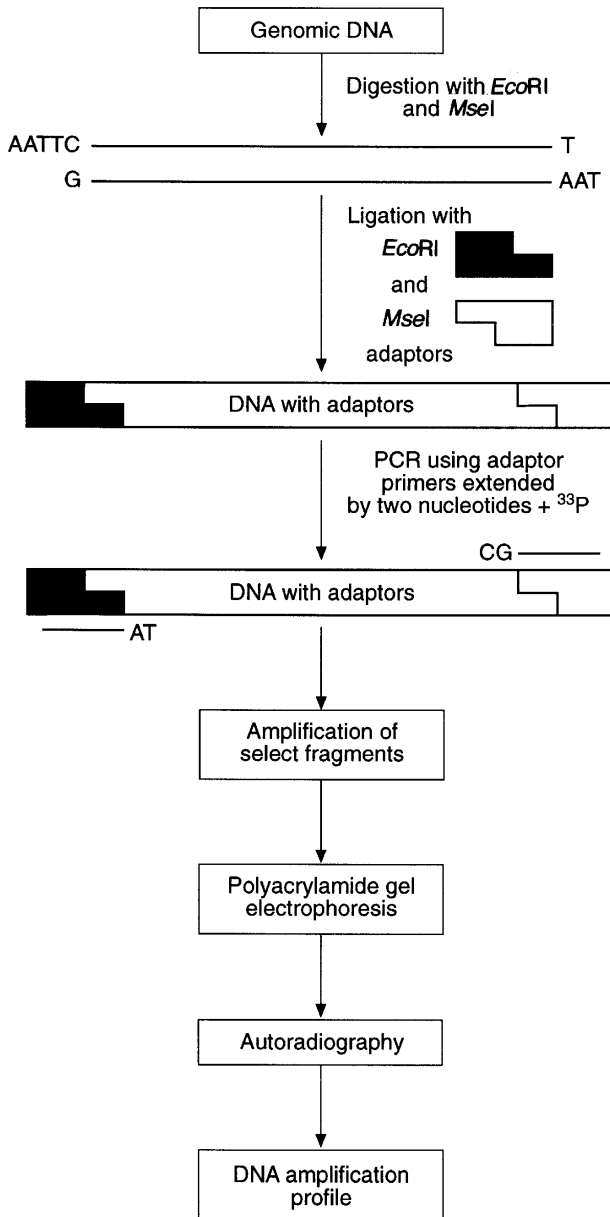 Genomic DNA
Digestion with EcoRI
and MseI
AATTC
T
G
AAT
Ligation with
EcoRI
and
MseI
adaptors
DNA with adaptors
PCR using adaptor
primers extended
by two nucleotides + ³³P
CG
DNA with adaptors
AT
Amplification of
select fragments
Polyacrylamide gel
electrophoresis
Autoradiography
DNA amplification
profile